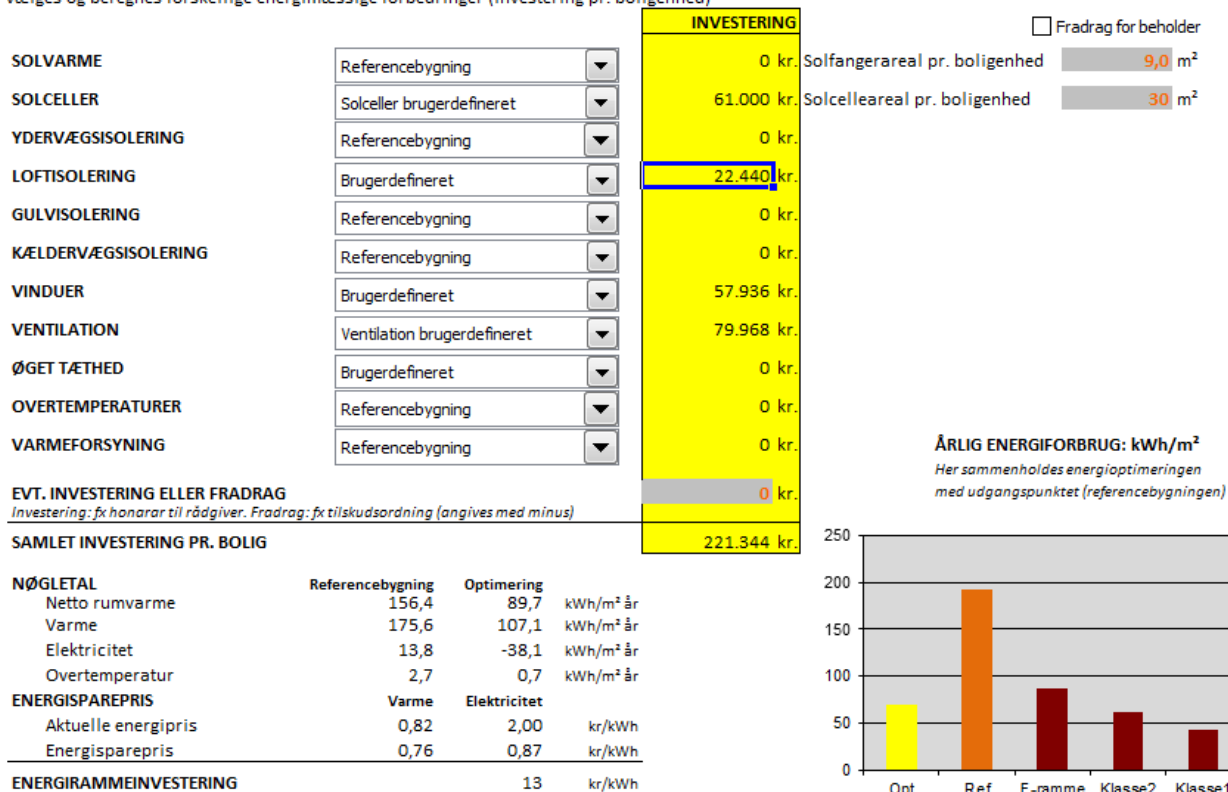 INVESTERING
Fradrag for beholder
SOLVARME Referencebygning 0 kr. Solfangerareal pr. boligenhed 9,0 m²
SOLCELLER Solceller brugerdefineret 61.000 kr. Solcelleareal pr. boligenhed 30 m²
YDERVÆGSISOLERING Referencebygning 0 kr.
LOFTISOLERING Brugerdefineret 22.440 kr.
GULVISOLERING Referencebygning 0 kr.
KÆLDERVÆGSISOLERING Referencebygning 0 kr.
VINDUER Brugerdefineret 57.936 kr.
VENTILATION Ventilation brugerdefineret 79.968 kr.
ØGET TÆTHED Brugerdefineret 0 kr.
OVERTEMPERATURER Referencebygning 0 kr.
VARMEFORSYNING Referencebygning 0 kr.
EVT. INVESTERING ELLER FRADRAG 0 kr.
Investering: fx honorar til rådgiver. Fradrag: fx tilskudsordning (angives med minus)
SAMLET INVESTERING PR. BOLIG 221.344 kr.
NØGLETAL Referencebygning Optimering
Netto rumvarme 156,4 89,7 kWh/m² år
Varme 175,6 107,1 kWh/m² år
Elektricitet 13,8 -38,1 kWh/m² år
Overtemperatur 2,7 0,7 kWh/m² år
ENERGISPAREPRIS Varme Elektricitet
Aktuelle energipris 0,82 2,00 kr/kWh
Energisparepris 0,76 0,87 kr/kWh
ENERGIRAMMEINVESTERING 13 kr/kWh
ÅRLIG ENERGIFORBRUG: kWh/m²
Her sammenholdes energioptimeringen
med udgangspunktet (referencebygningen)
250
200
150
100
50
0
Opt Ref E-ramme Klasse2 Klasse1